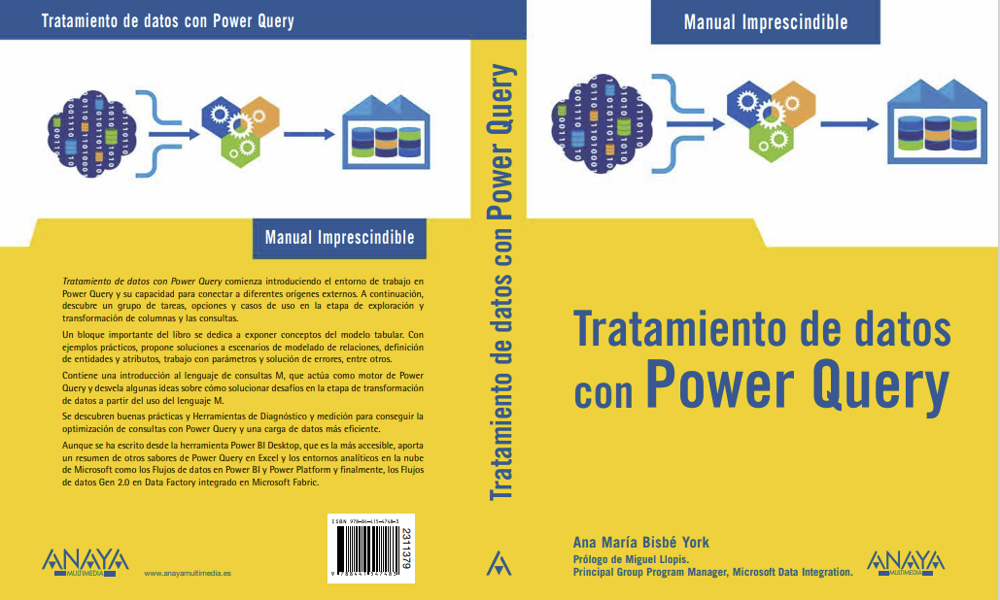 Tratamiento de datos con Power Query
Manual Imprescindible
Tratamiento de datos con Power Query comienza introduciendo el entorno de trabajo en
Power Query y su capacidad para conectar a diferentes orígenes externos. A continuación,
descubre un grupo de tareas, opciones y casos de uso en la etapa de exploración y
transformación de columnas y las consultas.
Un bloque importante del libro se dedica a exponer conceptos del modelo tabular. Con
ejemplos prácticos, propone soluciones a escenarios de modelado de relaciones, definición
de entidades y atributos, trabajo con parámetros y solución de errores, entre otros.
Contiene una introducción al lenguaje de consultas M, que actúa como motor de Power
Query y desvela algunas ideas sobre cómo solucionar desafíos en la etapa de transformación
de datos a partir del uso del lenguaje M.
Se descubren buenas prácticas y Herramientas de Diagnóstico y medición para conseguir la
optimización de consultas con Power Query y una carga de datos más eficiente.
Aunque se ha escrito desde la herramienta Power BI Desktop, que es la más accesible, aporta
un resumen de otros sabores de Power Query en Excel y los entornos analíticos en la nube
de Microsoft como los Flujos de datos en Power BI y Power Platform y finalmente, los Flujos
de datos Gen 2.0 en Data Factory integrado en Microsoft Fabric.
ANAYA
MULTIMEDIA
www.anayamultimedia.es
ISBN 978-84-415-4748-3
2311379
9 788441 547483
Tratamiento de datos con Power Query
Manual Imprescindible
Tratamiento de datos
con Power Query
Ana María Bisbé York
Prólogo de Miguel Llopis.
Principal Group Program Manager, Microsoft Data Integration.
ANAYA
MULTIMEDIA